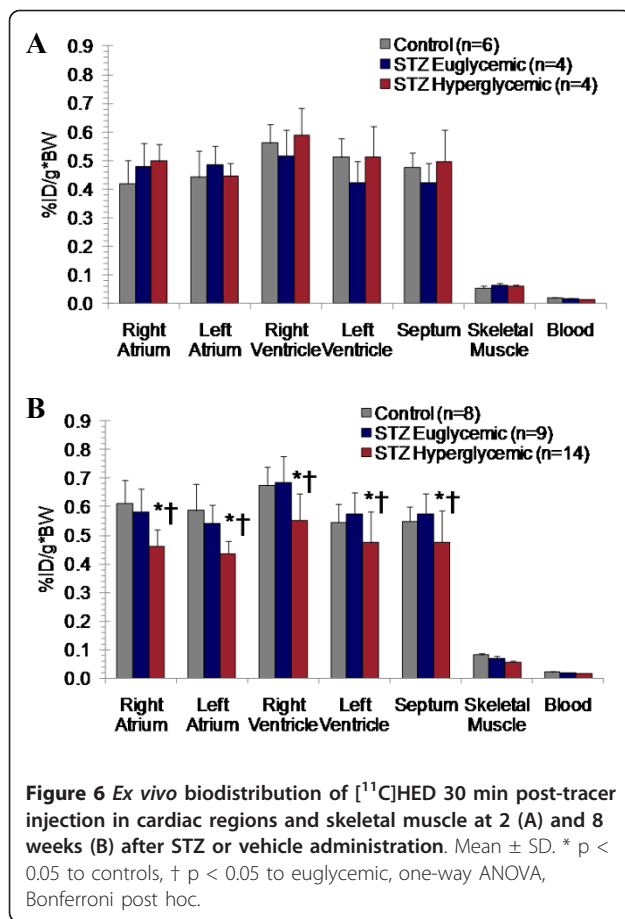 A
Control (n=6)
STZ Euglycemic (n=4)
STZ Hyperglycemic (n=4)
%ID/g*BW
0.9
0.8
0.7
0.6
0.5
0.4
0.3
0.2
0.1
0.0
Right Atrium
Left Atrium
Right Ventricle
Left Ventricle
Septum
Skeletal Muscle
Blood
B
Control (n=8)
STZ Euglycemic (n=9)
STZ Hyperglycemic (n=14)
%ID/g*BW
0.9
0.8
0.7
0.6
0.5
0.4
0.3
0.2
0.1
0.0
*†
*†
*†
*†
*†
Right Atrium
Left Atrium
Right Ventricle
Left Ventricle
Septum
Skeletal Muscle
Blood
Figure 6 Ex vivo biodistribution of [¹¹C]HED 30 min post-tracer
injection in cardiac regions and skeletal muscle at 2 (A) and 8
weeks (B) after STZ or vehicle administration. Mean ± SD. * p <
0.05 to controls, † p < 0.05 to euglycemic, one-way ANOVA,
Bonferroni post hoc.